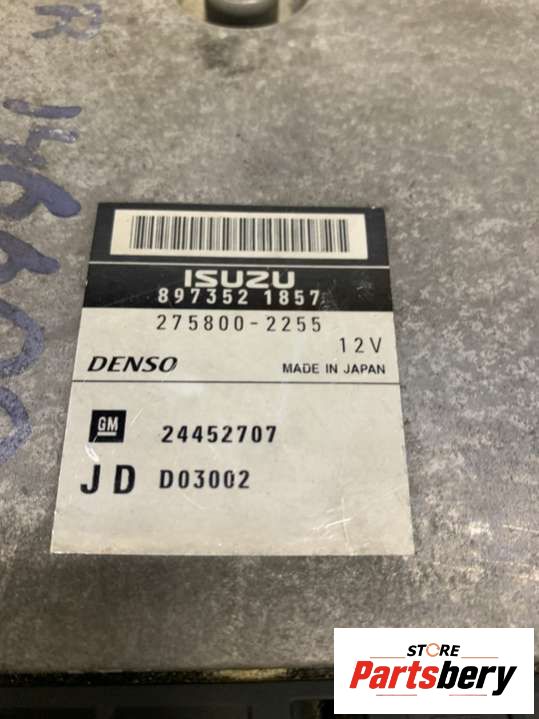 ISUZU
897352 1857
275800-2255
12V
DENSO
MADE IN JAPAN
GM
24452707
JD
D03002
STORE
Partsbery